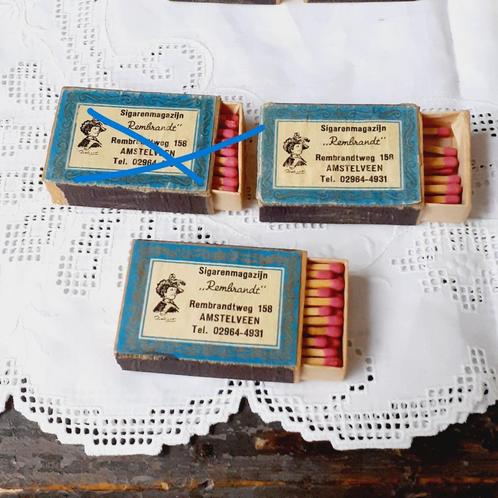 Sigarenmagazijn
„Rembrandt"
Rembrandtweg 158
AMSTELVEEN
Tel. 02964
Sigarenmagazijn
„Rembrandt"
Rembrandtweg 158
AMSTELVEEN
Tel. 02964-4931
Sigarenmagazijn
„Rembrandt"
Rembrandtweg 158
AMSTELVEEN
Tel. 02964-4931